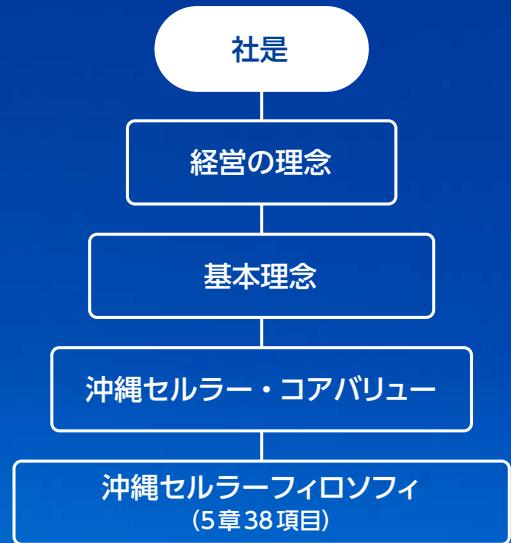 社是
経営の理念
基本理念
沖縄セルラー・コアバリュー
沖縄セルラーフィロソフィ
(5章38項目)